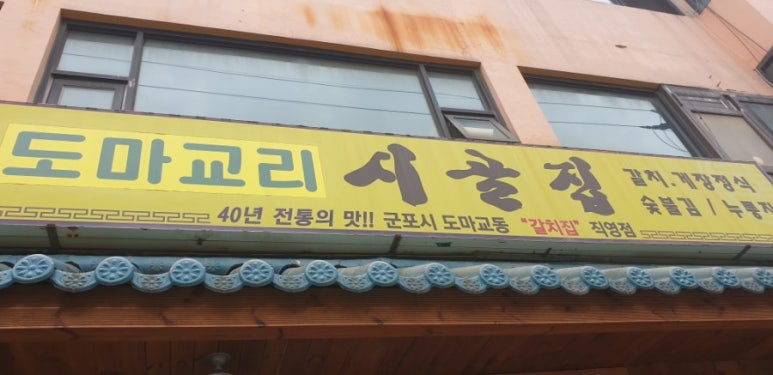 도마교리 시골집
갈치.게장정식
숯불김 / 누룽지
40년 전통의 맛!! 군포시 도마교동 "갈치집" 직영점